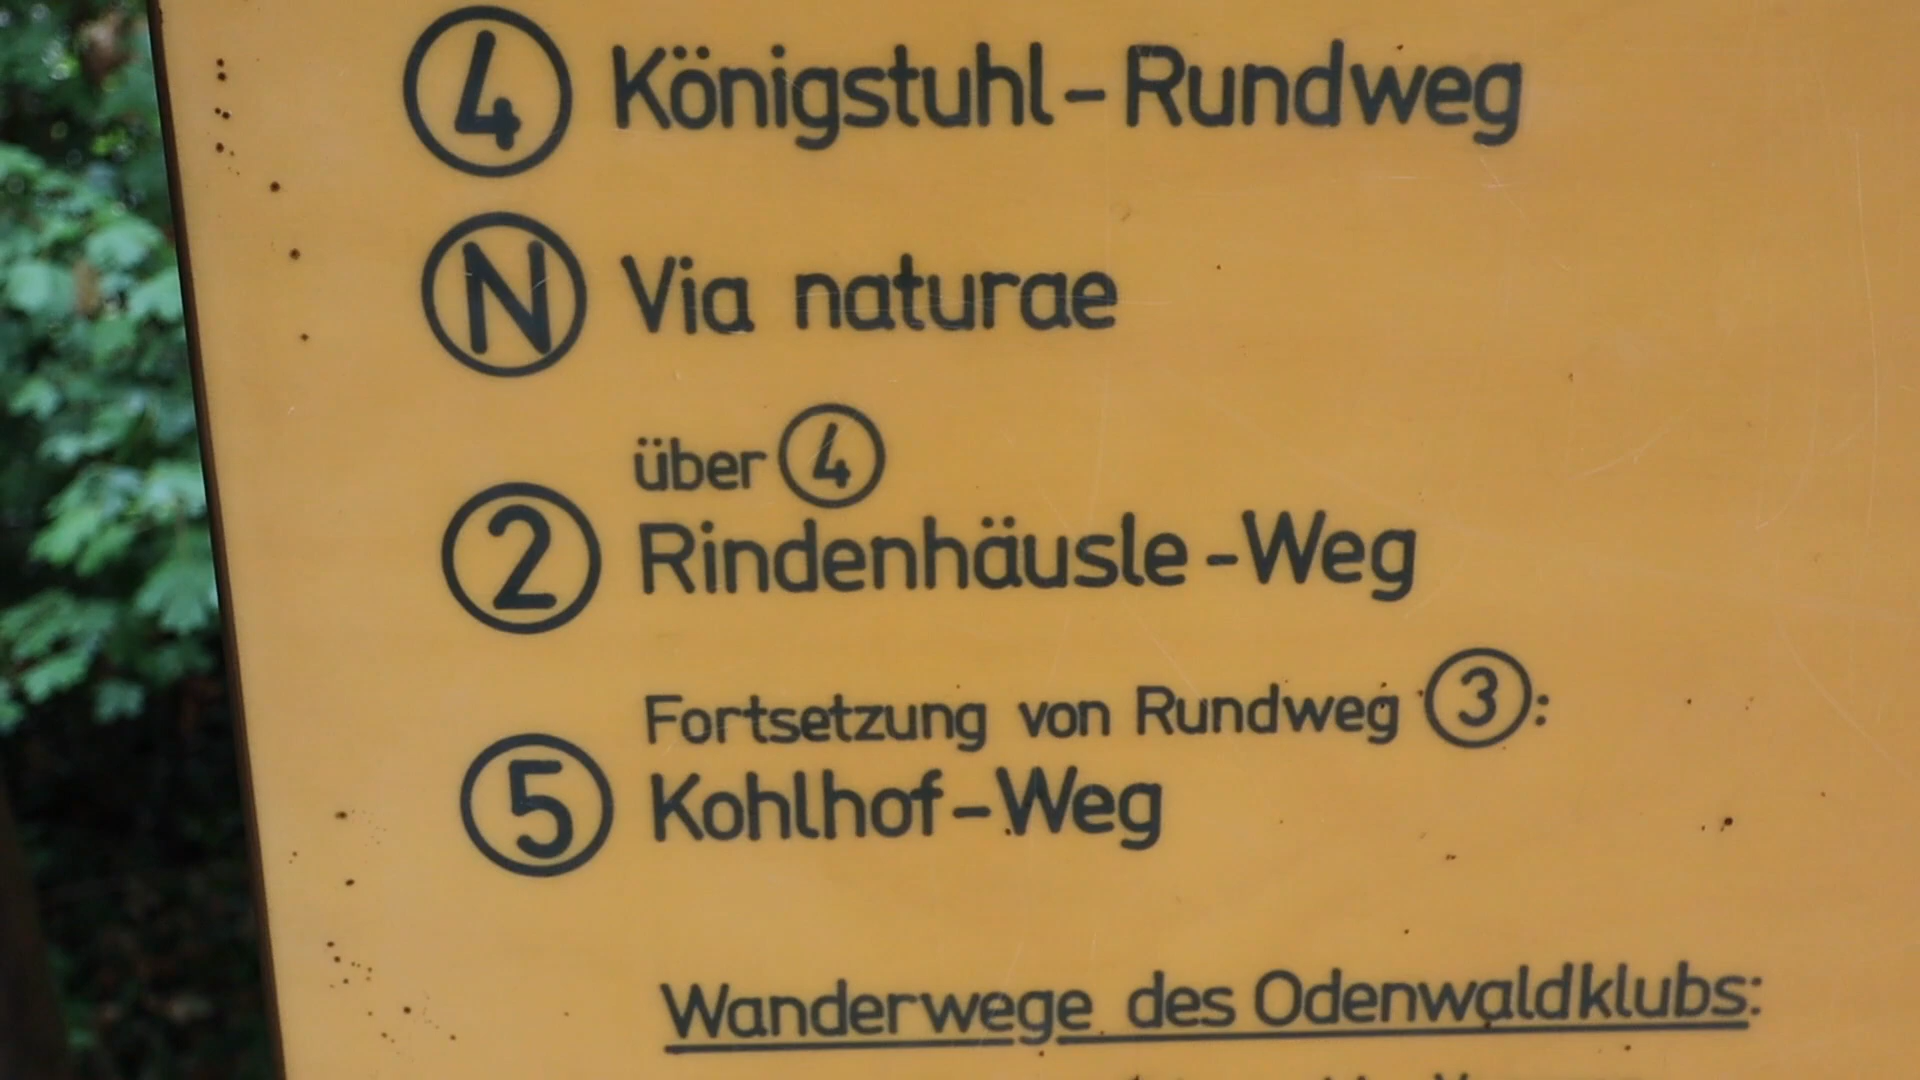 4 Königstuhl-Rundweg
N Via naturae
über 4
2 Rindenhäusle-Weg
Fortsetzung von Rundweg 3:
5 Kohlhof-Weg
Wanderwege des Odenwaldklubs: